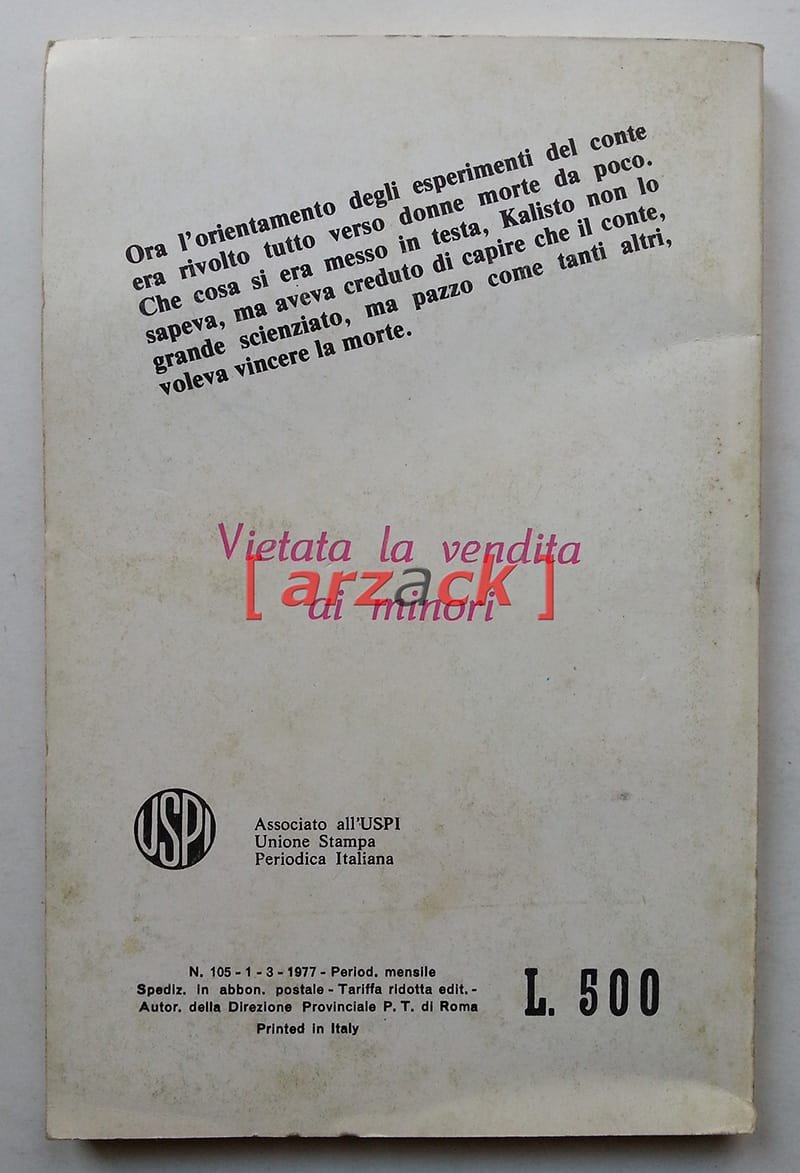 Ora l'orientamento degli esperimenti del conte
era rivolto tutto verso donne morte da poco.
Che cosa si era messo in testa, Kalisto non lo
sapeva, ma aveva creduto di capire che il conte,
grande scienziato, ma pazzo come tanti altri,
voleva vincere la morte.
Vietata la vendita
[ arzack ]
ai minori
USPI
Associato all'USPI
Unione Stampa
Periodica Italiana
N. 105 - 1 - 3 - 1977 - Period. mensile
Spediz. in abbon. postale - Tariffa ridotta edit. -
Autor. della Direzione Provinciale P. T. di Roma
Printed in Italy
L. 500